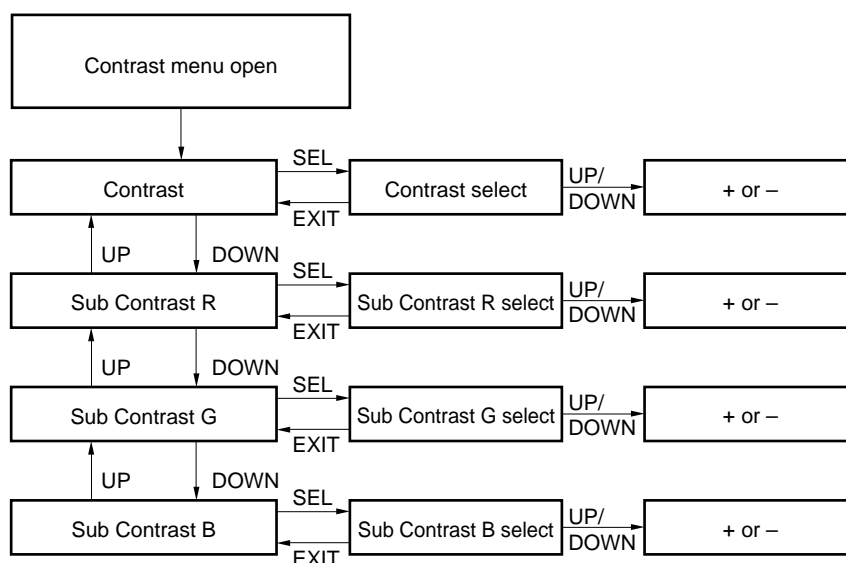 Contrast menu open
Contrast
SEL
EXIT
Contrast select
UP/
DOWN
+ or –
UP
DOWN
Sub Contrast R
SEL
EXIT
Sub Contrast R select
UP/
DOWN
+ or –
UP
DOWN
Sub Contrast G
SEL
EXIT
Sub Contrast G select
UP/
DOWN
+ or –
UP
DOWN
Sub Contrast B
SEL
EXIT
Sub Contrast B select
UP/
DOWN
+ or –